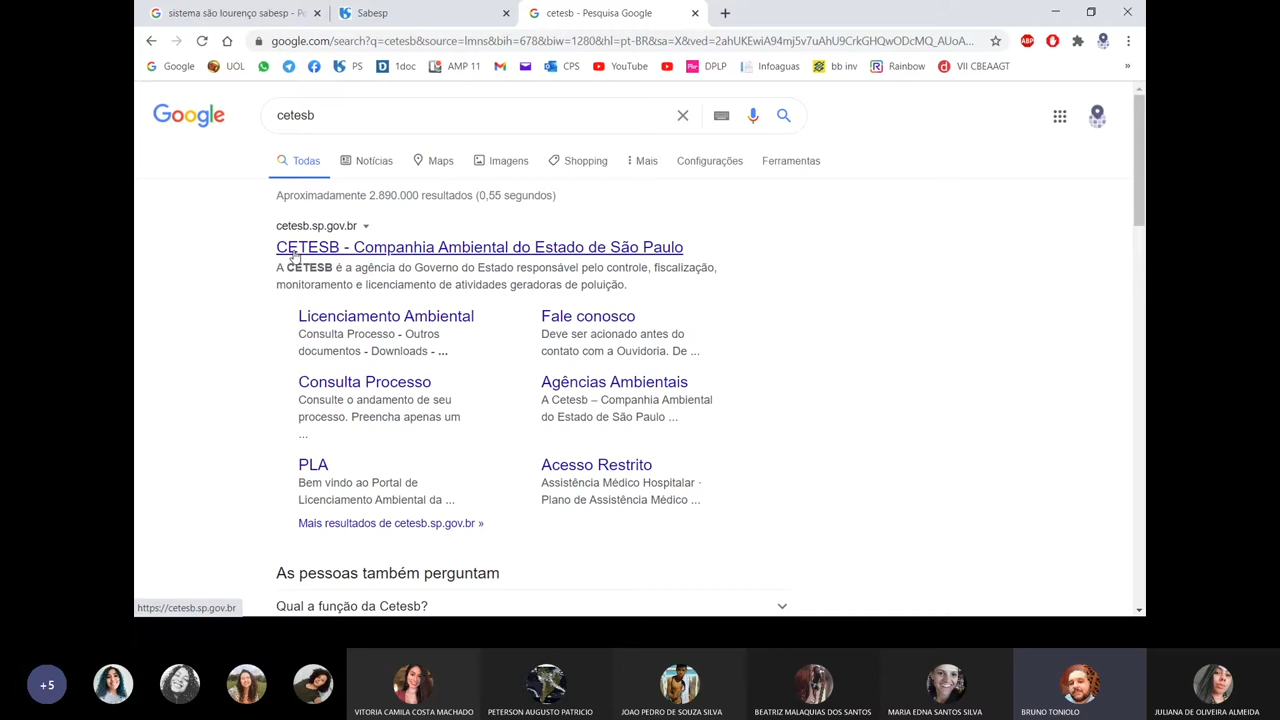 sistema são lourenço sabesp - Pe
Sabesp
cetesb - Pesquisa Google
google.com/search?q=cetesb&source=lmns&bih=678&biw=1280&hl=pt-BR&sa=X&ved=2ahUKEwiA94mj5v7uAhU9CrkGHQwODcMQ_AUoA...
ABP
Google
UOL
PS
1doc
AMP 11
CPS
YouTube
DPLP
Infoaguas
bb inv
Rainbow
VII CBEAAGT
»
Google
cetesb
Todas
Notícias
Maps
Imagens
Shopping
Mais
Configurações
Ferramentas
Aproximadamente 2.890.000 resultados (0,55 segundos)
cetesb.sp.gov.br
CETESB - Companhia Ambiental do Estado de São Paulo
A CETESB é a agência do Governo do Estado responsável pelo controle, fiscalização,
monitoramento e licenciamento de atividades geradoras de poluição.
Licenciamento Ambiental
Consulta Processo - Outros
documentos - Downloads - ...
Fale conosco
Deve ser acionado antes do
contato com a Ouvidoria. De ...
Consulta Processo
Consulte o andamento de seu
processo. Preencha apenas um
...
Agências Ambientais
A Cetesb – Companhia Ambiental
do Estado de São Paulo ...
PLA
Bem vindo ao Portal de
Licenciamento Ambiental da ...
Acesso Restrito
Assistência Médico Hospitalar ·
Plano de Assistência Médico ...
Mais resultados de cetesb.sp.gov.br »
As pessoas também perguntam
Qual a função da Cetesb?
https://cetesb.sp.gov.br
+5
VITORIA CAMILA COSTA MACHADO
PETERSON AUGUSTO PATRICIO
JOAO PEDRO DE SOUZA SILVA
BEATRIZ MALAQUIAS DOS SANTOS
MARIA EDNA SANTOS SILVA
BRUNO TONIOLO
JULIANA DE OLIVEIRA ALMEIDA